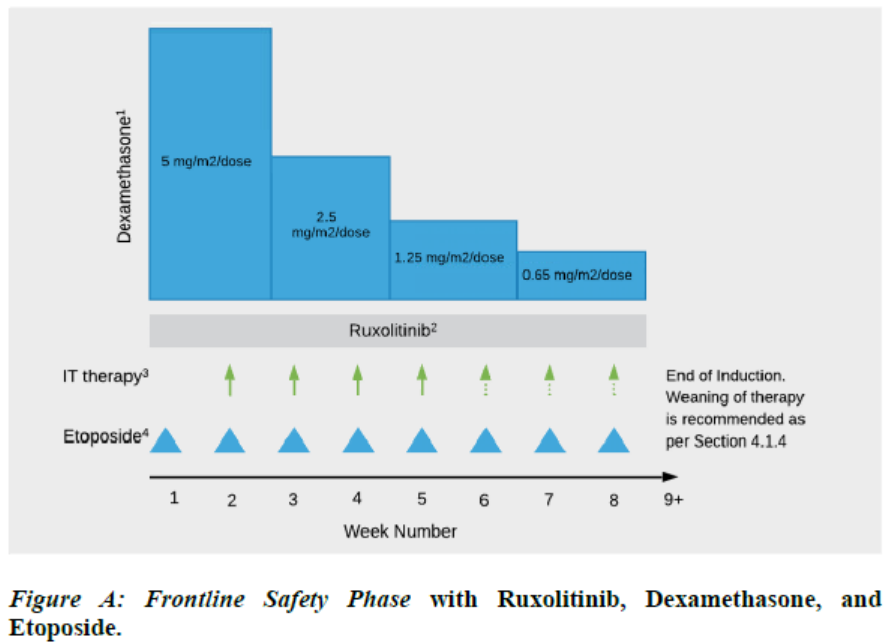 Dexamethasone¹
5 mg/m2/dose
2.5
mg/m2/dose
1.25 mg/m2/dose
0.65 mg/m2/dose
Ruxolitinib²
IT therapy³
Etoposide⁴
End of Induction.
Weaning of therapy
is recommended as
per Section 4.1.4
1 2 3 4 5 6 7 8 9+
Week Number
Figure A: Frontline Safety Phase with Ruxolitinib, Dexamethasone, and
Etoposide.